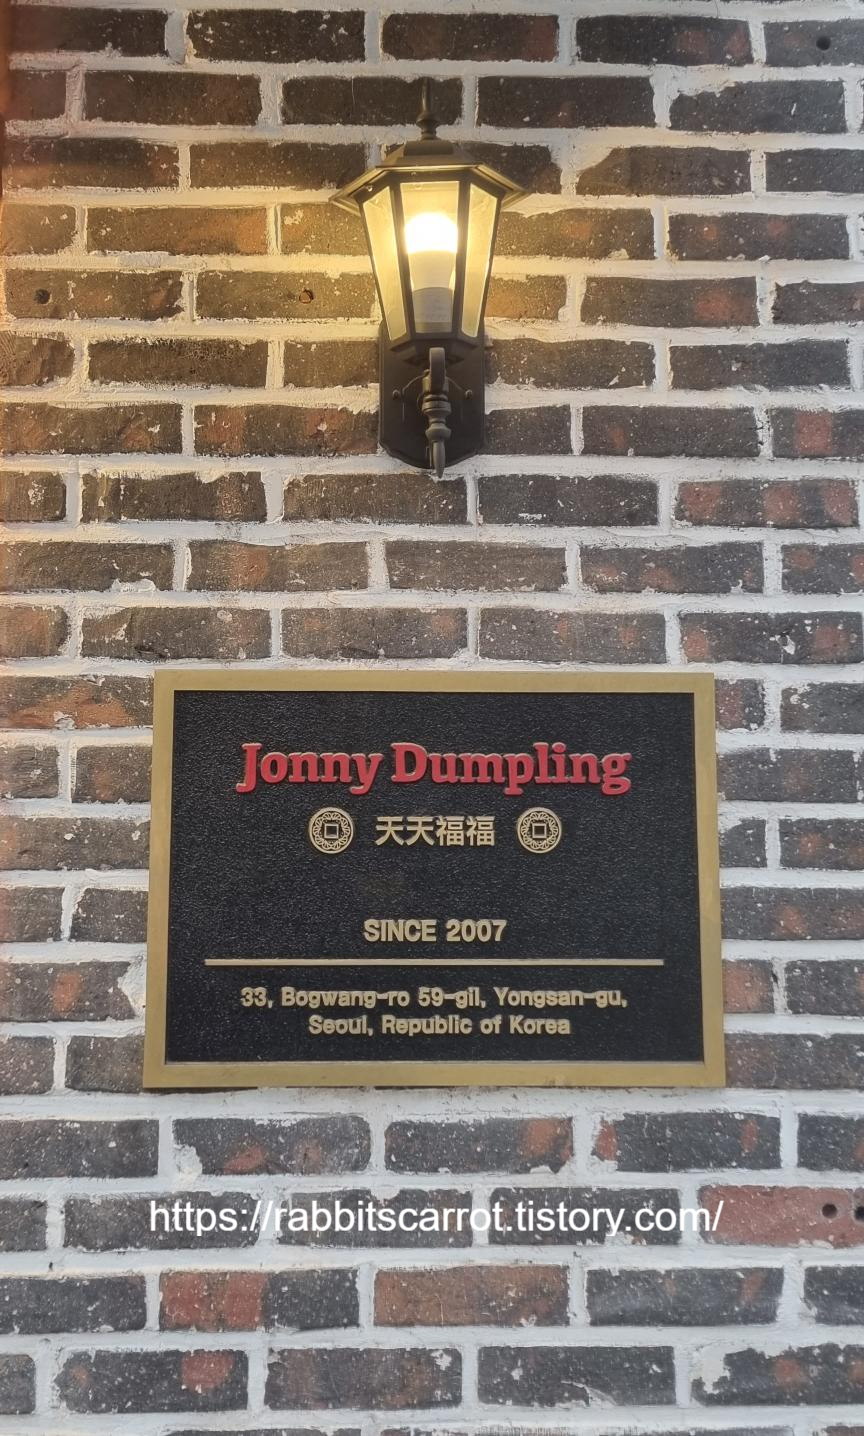 Jonny Dumpling
天天福福
SINCE 2007
33, Bogwang-ro 59-gil, Yongsan-gu,
Seoul, Republic of Korea
https://rabbitscarrot.tistory.com/